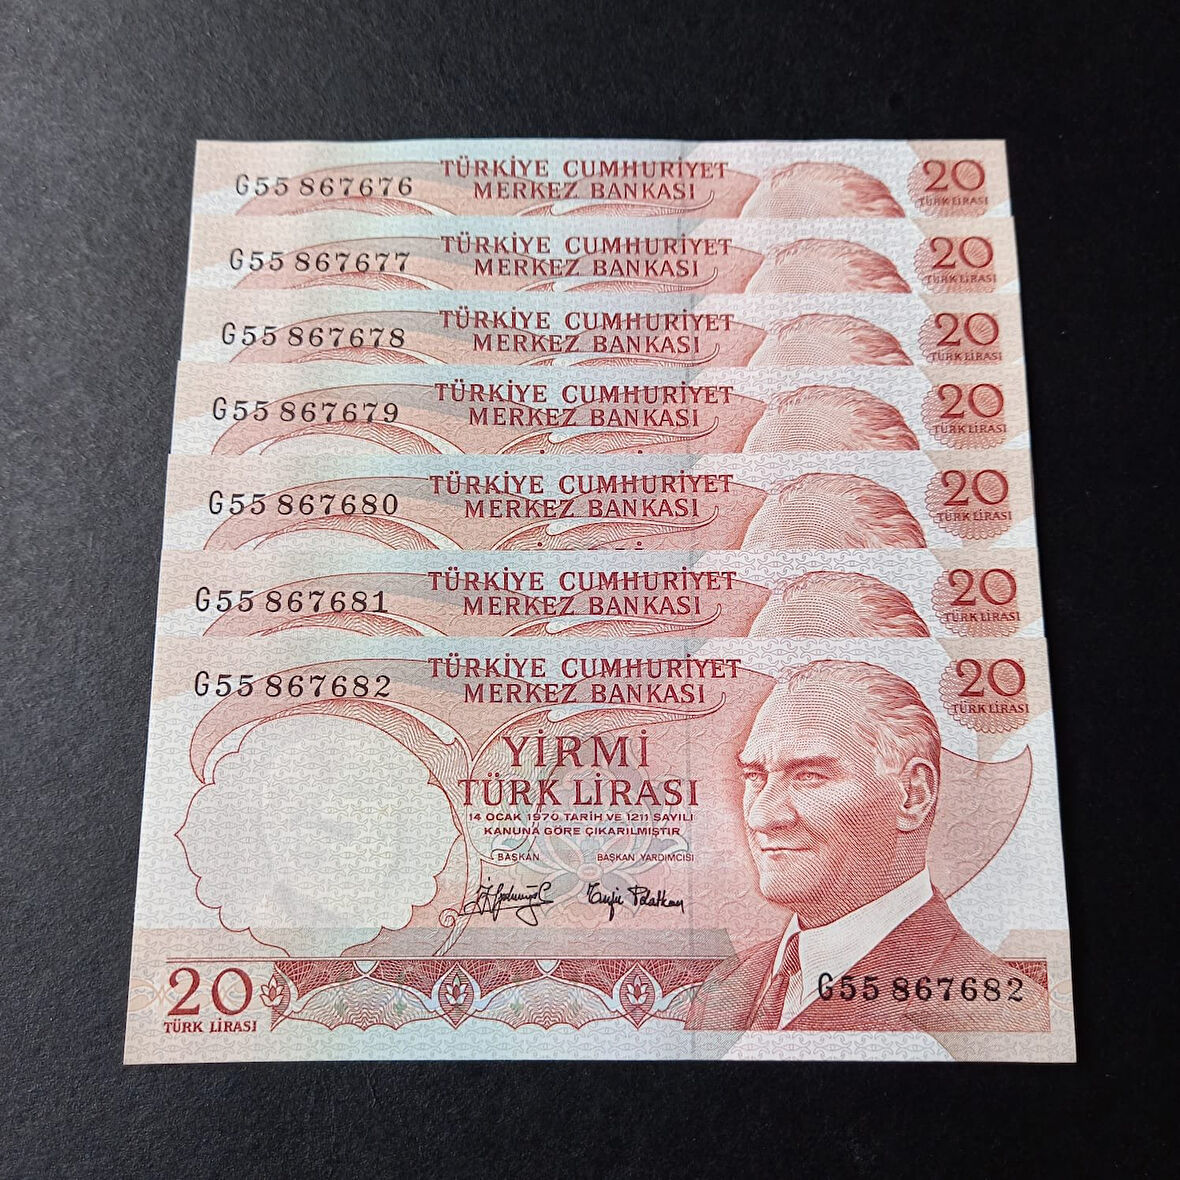 G55 867676
TÜRKİYE CUMHURİYET
MERKEZ BANKASI
20
TÜRK LİRASI
G55 867677
TÜRKİYE CUMHURİYET
MERKEZ BANKASI
20
TÜRK LİRASI
G55 867678
TÜRKİYE CUMHURİYET
MERKEZ BANKASI
20
TÜRK LİRASI
G55 867679
TÜRKİYE CUMHURİYET
MERKEZ BANKASI
20
TÜRK LİRASI
G55 867680
TÜRKİYE CUMHURİYET
MERKEZ BANKASI
20
TÜRK LİRASI
G55 867681
TÜRKİYE CUMHURİYET
MERKEZ BANKASI
20
TÜRK LİRASI
G55 867682
TÜRKİYE CUMHURİYET
MERKEZ BANKASI
20
TÜRK LİRASI
YİRMİ
TÜRK LİRASI
14 OCAK 1970 TARİH VE 1211 SAYILI
KANUNA GÖRE ÇIKARILMIŞTIR
BAŞKAN BAŞKAN YARDIMCISI
20
TÜRK LİRASI
G55 867682